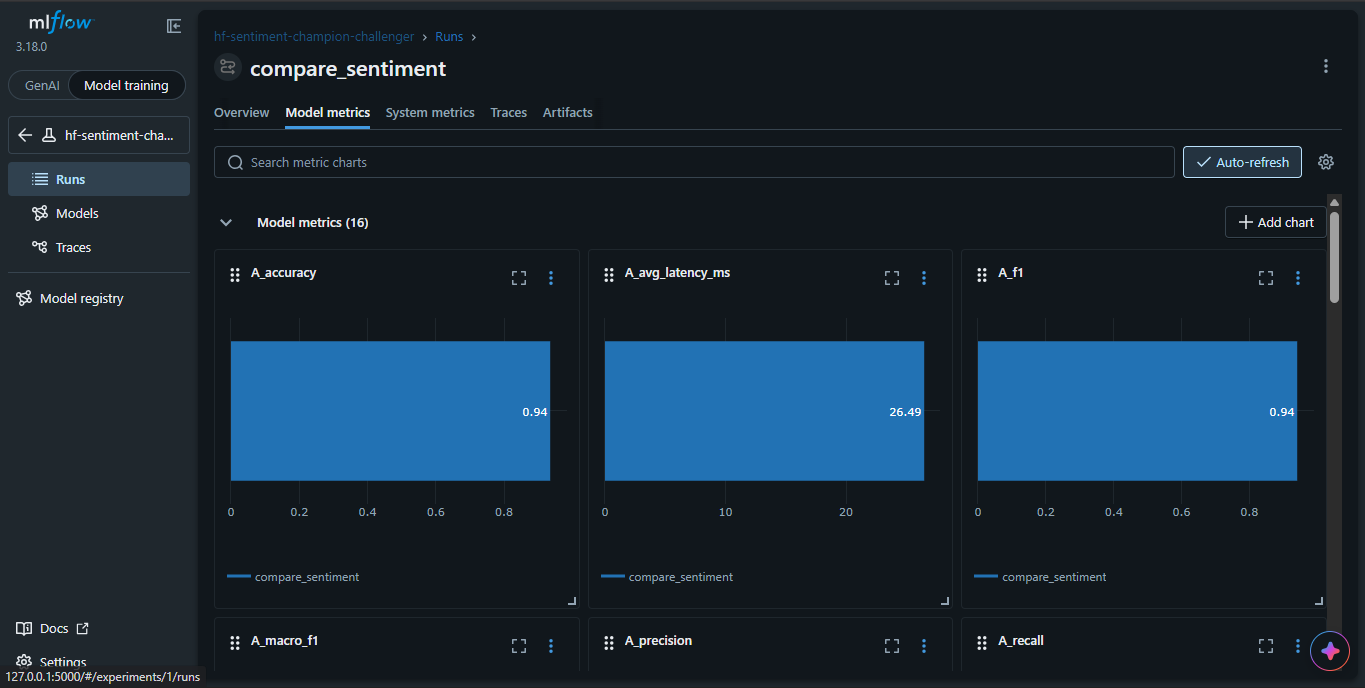 mlflow
3.18.0
GenAI Model training
hf-sentiment-cha...
Runs
Models
Traces
Model registry
Docs
Settings
127.0.0.1:5000/#/experiments/1/runs
hf-sentiment-champion-challenger > Runs >
compare_sentiment
Overview Model metrics System metrics Traces Artifacts
Search metric charts
Auto-refresh
Model metrics (16)
Add chart
A_accuracy
0.94
0 0.2 0.4 0.6 0.8
compare_sentiment
A_avg_latency_ms
26.49
0 10 20
compare_sentiment
A_f1
0.94
0 0.2 0.4 0.6 0.8
compare_sentiment
A_macro_f1
A_precision
A_recall